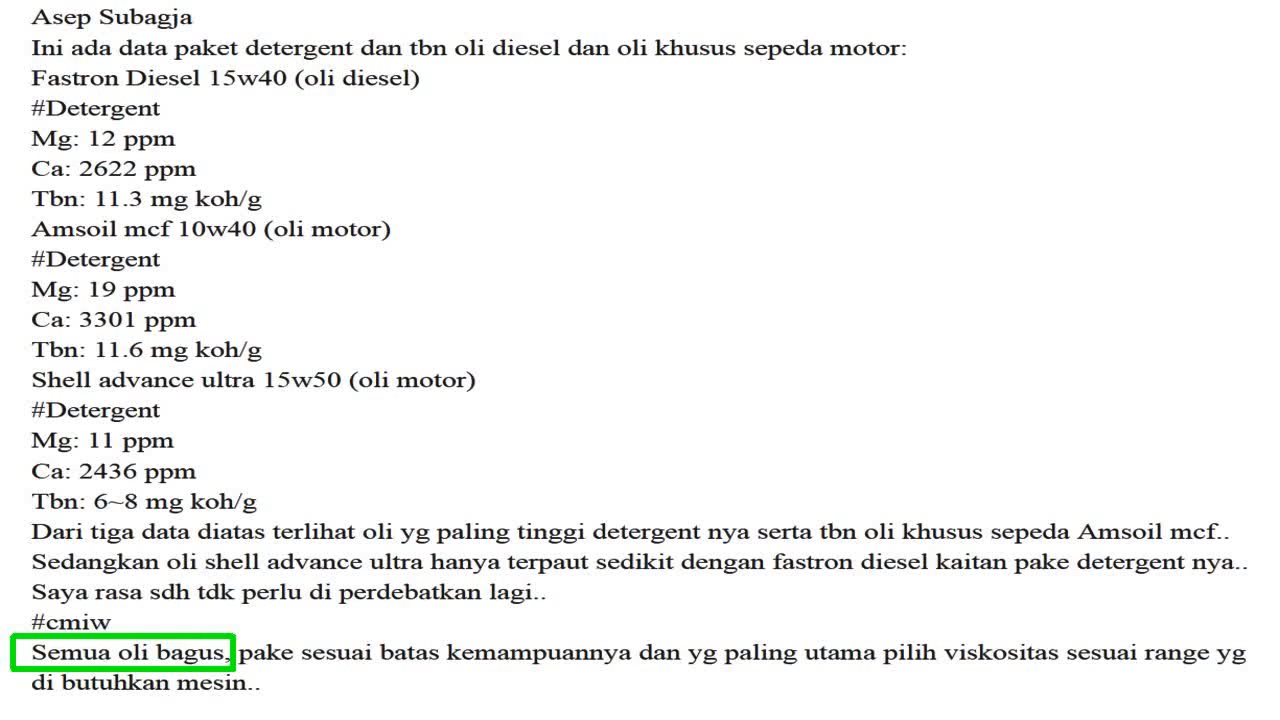 Asep Subagja
Ini ada data paket detergent dan tbn oli diesel dan oli khusus sepeda motor:
Fastron Diesel 15w40 (oli diesel)
#Detergent
Mg: 12 ppm
Ca: 2622 ppm
Tbn: 11.3 mg koh/g
Amsoil mcf 10w40 (oli motor)
#Detergent
Mg: 19 ppm
Ca: 3301 ppm
Tbn: 11.6 mg koh/g
Shell advance ultra 15w50 (oli motor)
#Detergent
Mg: 11 ppm
Ca: 2436 ppm
Tbn: 6~8 mg koh/g
Dari tiga data diatas terlihat oli yg paling tinggi detergent nya serta tbn oli khusus sepeda Amsoil mcf..
Sedangkan oli shell advance ultra hanya terpaut sedikit dengan fastron diesel kaitan pake detergent nya..
Saya rasa sdh tdk perlu di perdebatkan lagi..
#cmiw
Semua oli bagus, pake sesuai batas kemampuannya dan yg paling utama pilih viskositas sesuai range yg
di butuhkan mesin..